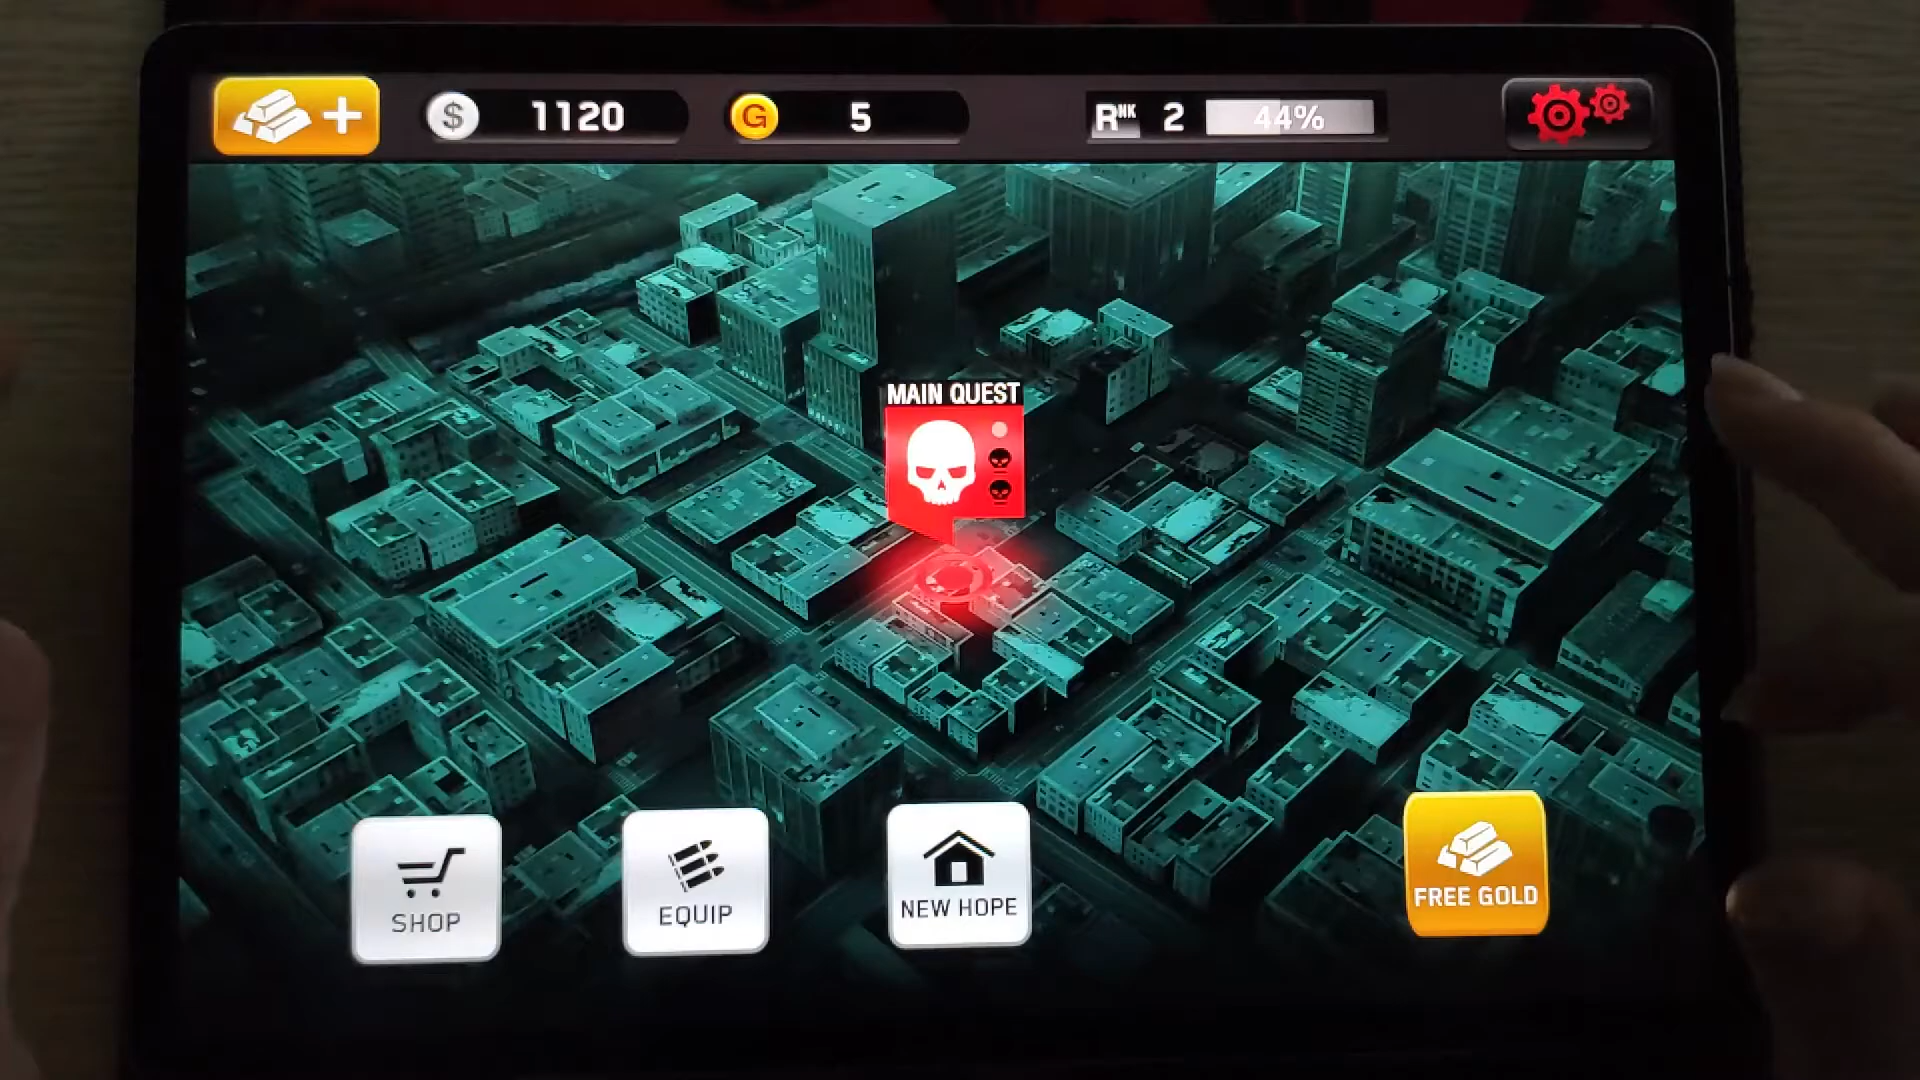 $ 1120
G 5
RNK 2 44%
MAIN QUEST
SHOP
EQUIP
NEW HOPE
FREE GOLD